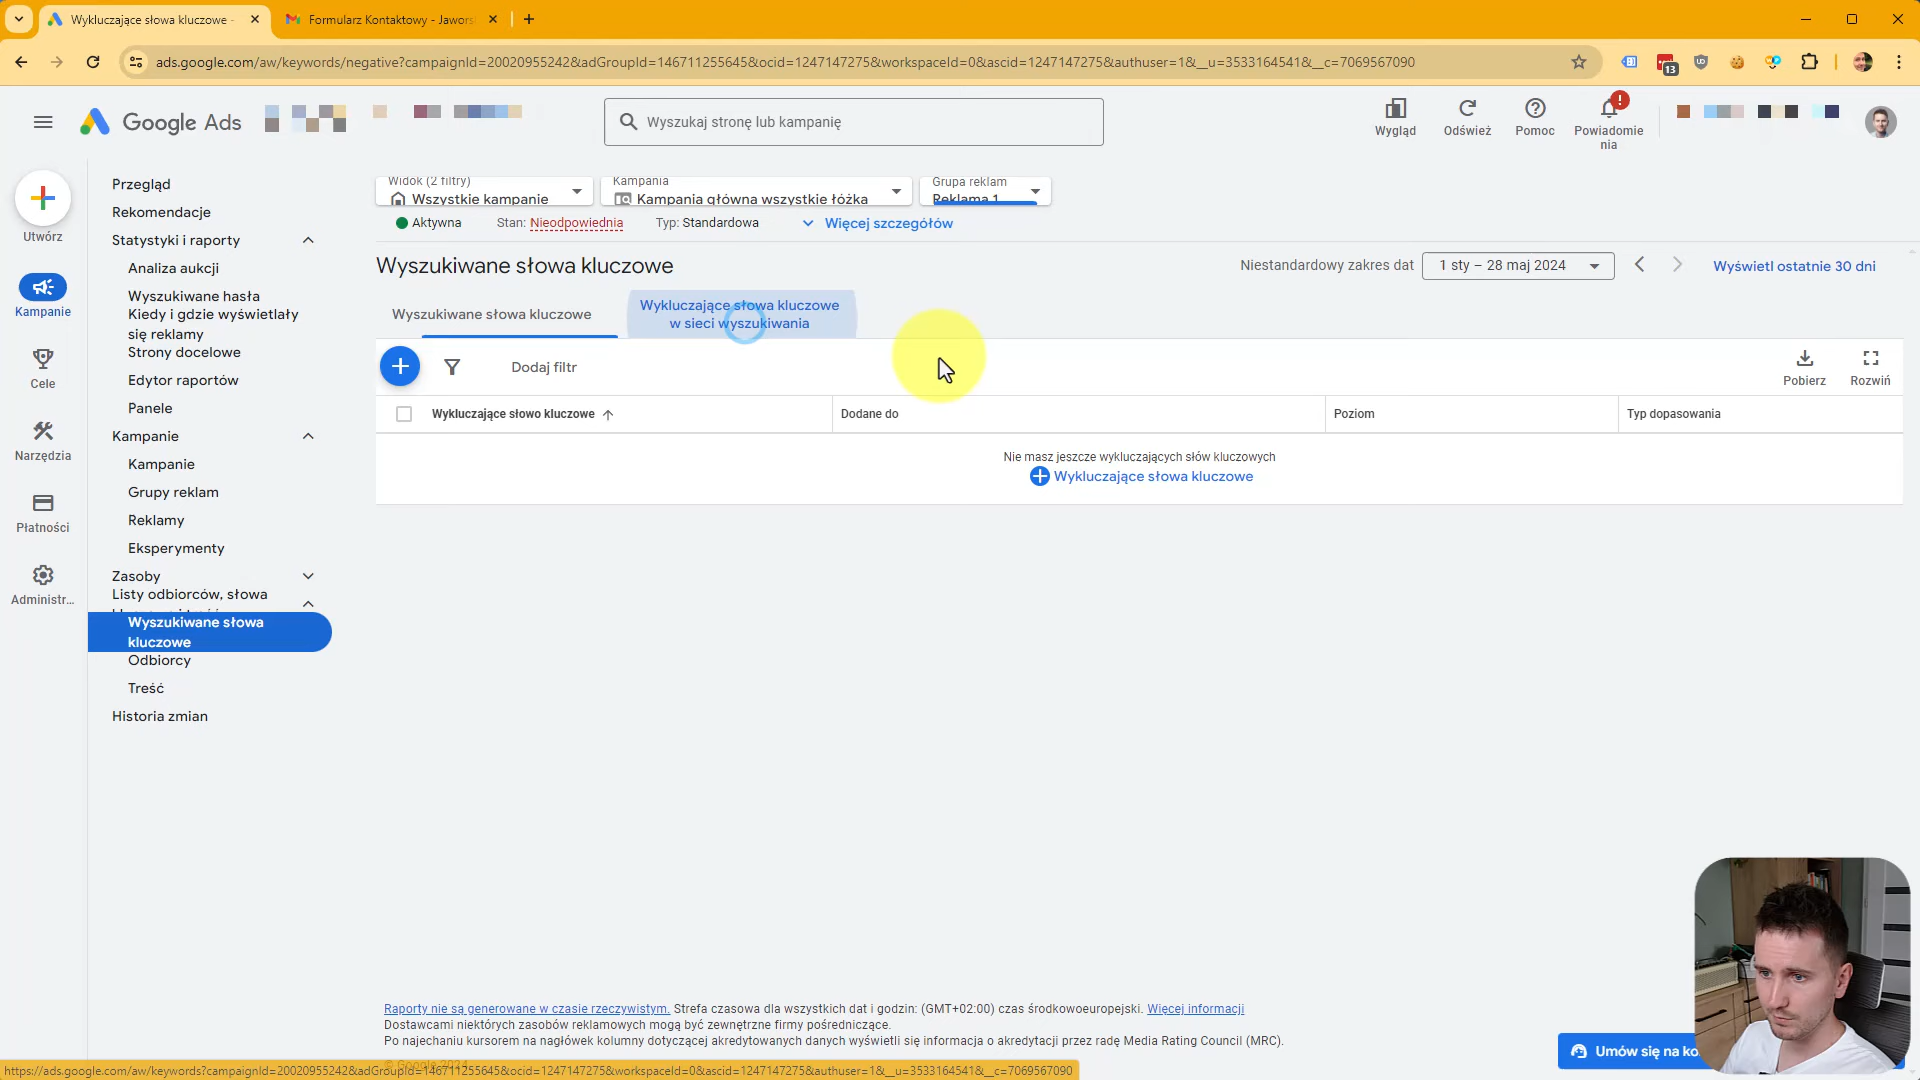 Wykluczające słowa kluczowe -
Formularz Kontaktowy - Jawors
ads.google.com/aw/keywords/negative?campaignId=20020955242&adGroupId=146711255645&ocid=1247147275&workspaceId=0&ascid=1247147275&authuser=1&__u=3533164541&__c=7069567090
13
Google Ads
Wyszukaj stronę lub kampanię
Wygląd
Odśwież
Pomoc
Powiadomie
nia
Utwórz
Kampanie
Cele
Narzędzia
Płatności
Administr...
Przegląd
Rekomendacje
Statystyki i raporty
Analiza aukcji
Wyszukiwane hasła
Kiedy i gdzie wyświetlały
się reklamy
Strony docelowe
Edytor raportów
Panele
Kampanie
Kampanie
Grupy reklam
Reklamy
Eksperymenty
Zasoby
Listy odbiorców, słowa
Wyszukiwane słowa
kluczowe
Odbiorcy
Treść
Historia zmian
Widok (2 filtry)
Wszystkie kampanie
Kampania
Kampania główna wszystkie łóżka
Grupa reklam
Reklama 1
Aktywna
Stan: Nieodpowiednia
Typ: Standardowa
Więcej szczegółów
Wyszukiwane słowa kluczowe
Niestandardowy zakres dat
1 sty – 28 maj 2024
Wyświetl ostatnie 30 dni
Wyszukiwane słowa kluczowe
Wykluczające słowa kluczowe
w sieci wyszukiwania
Dodaj filtr
Pobierz
Rozwiń
Wykluczające słowo kluczowe
Dodane do
Poziom
Typ dopasowania
Nie masz jeszcze wykluczających słów kluczowych
Wykluczające słowa kluczowe
Raporty nie są generowane w czasie rzeczywistym. Strefa czasowa dla wszystkich dat i godzin: (GMT+02:00) czas środkowoeuropejski. Więcej informacji
Dostawcami niektórych zasobów reklamowych mogą być zewnętrzne firmy pośredniczące.
Po najechaniu kursorem na nagłówek kolumny dotyczącej akredytowanych danych wyświetli się informacja o akredytacji przez radę Media Rating Council (MRC).
© Google 2024
Umów się na ko
https://ads.google.com/aw/keywords?campaignId=20020955242&adGroupId=146711255645&ocid=1247147275&workspaceId=0&ascid=1247147275&authuser=1&__u=3533164541&__c=7069567090